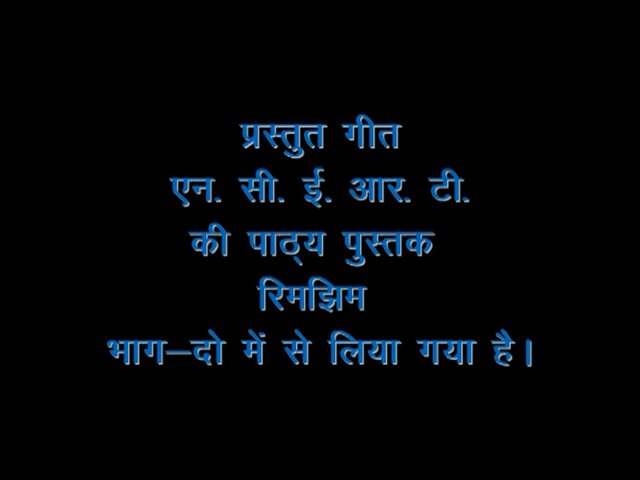 प्रस्तुत गीत
एन. सी. ई. आर. टी.
की पाठ्य पुस्तक
रिमझिम
भाग–दो में से लिया गया है।